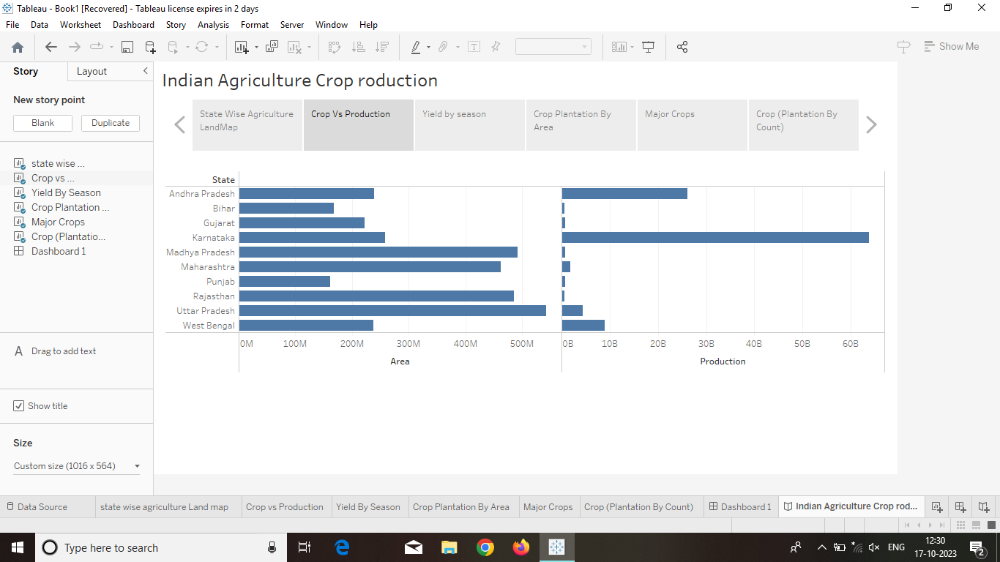 Tableau - Book1 [Recovered] - Tableau license expires in 2 days
File Data Worksheet Dashboard Story Analysis Format Server Window Help
Show Me
Story Layout
New story point
Blank Duplicate
state wise ...
Crop vs ...
Yield By Season
Crop Plantation ...
Major Crops
Crop (Plantatio...
Dashboard 1
A Drag to add text
Show title
Size
Custom size (1016 x 564)
Indian Agriculture Crop roduction
State Wise Agriculture
LandMap
Crop Vs Production
Yield by season
Crop Plantation By
Area
Major Crops
Crop (Plantation By
Count)
State
Andhra Pradesh
Bihar
Gujarat
Karnataka
Madhya Pradesh
Maharashtra
Punjab
Rajasthan
Uttar Pradesh
West Bengal
0M 100M 200M 300M 400M 500M 0B 10B 20B 30B 40B 50B 60B
Area Production
Data Source state wise agriculture Land map Crop vs Production Yield By Season Crop Plantation By Area Major Crops Crop (Plantation By Count) Dashboard 1 Indian Agriculture Crop rod...
Type here to search
ENG
12:30
17-10-2023
2